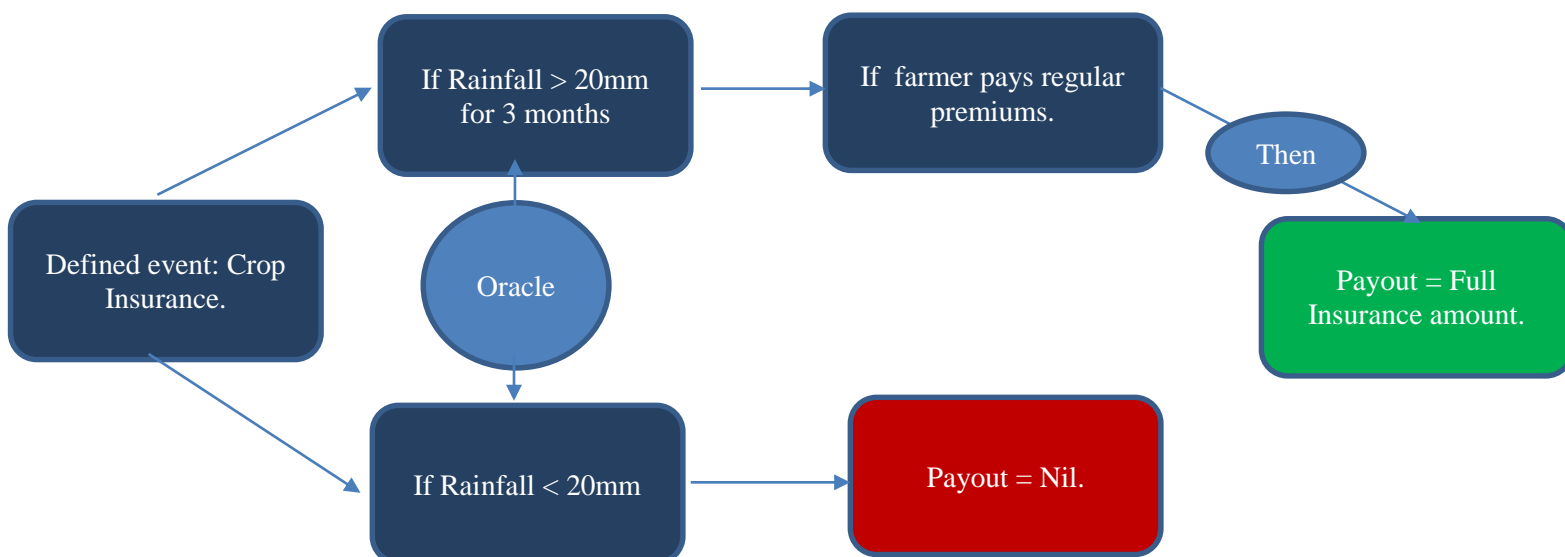 If Rainfall > 20mm
for 3 months
If  farmer pays regular
premiums.
Then
Defined event: Crop
Insurance.
Oracle
Payout = Full
Insurance amount.
If Rainfall < 20mm
Payout = Nil.